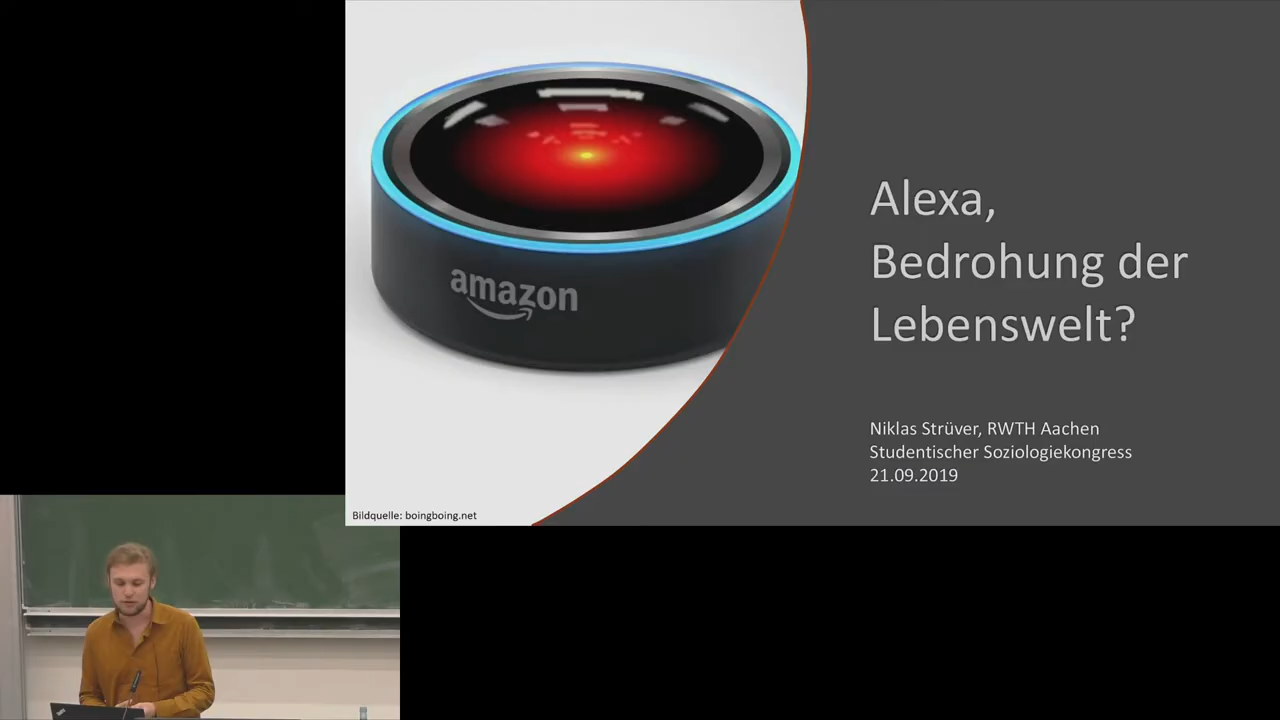 amazon
Alexa,
Bedrohung der
Lebenswelt?
Niklas Strüver, RWTH Aachen
Studentischer Soziologiekongress
21.09.2019
Bildquelle: boingboing.net